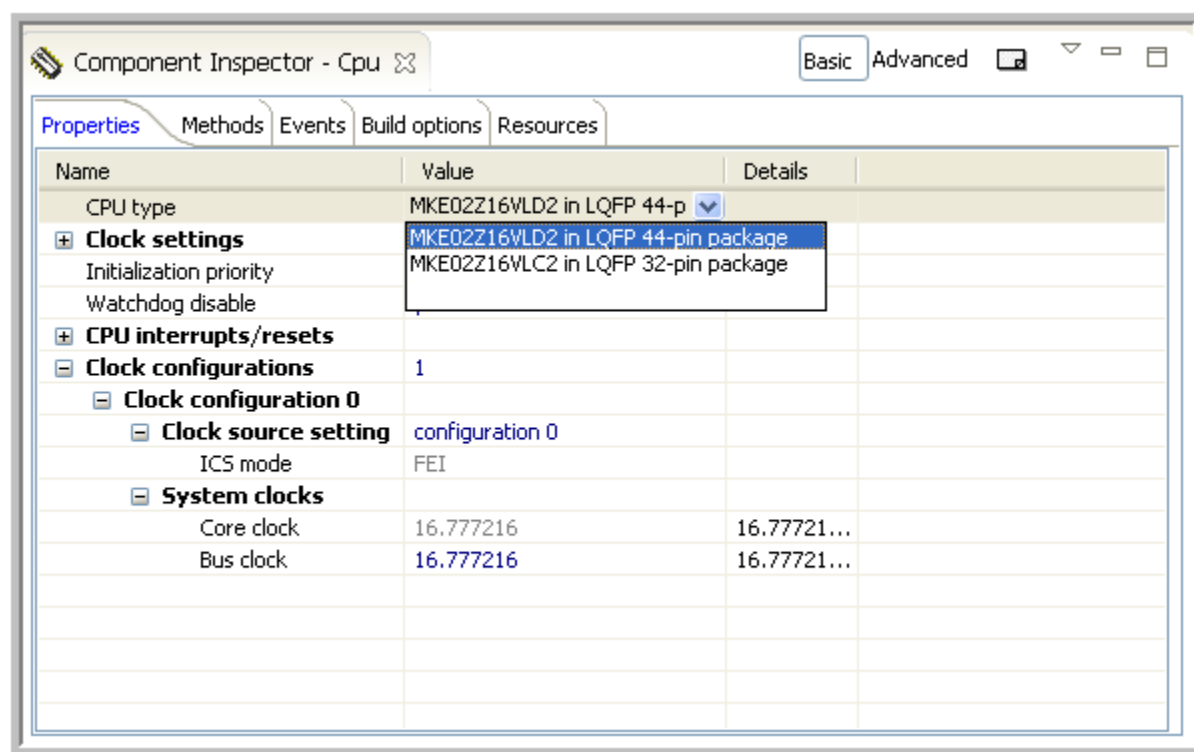 Component Inspector - Cpu
Basic Advanced
Properties Methods Events Build options Resources
Name Value Details
CPU type MKE02Z16VLD2 in LQFP 44-p
MKE02Z16VLD2 in LQFP 44-pin package
MKE02Z16VLC2 in LQFP 32-pin package
Clock settings
Initialization priority
Watchdog disable
CPU interrupts/resets
Clock configurations 1
Clock configuration 0
Clock source setting configuration 0
ICS mode FEI
System clocks
Core clock 16.777216 16.77721...
Bus clock 16.777216 16.77721...